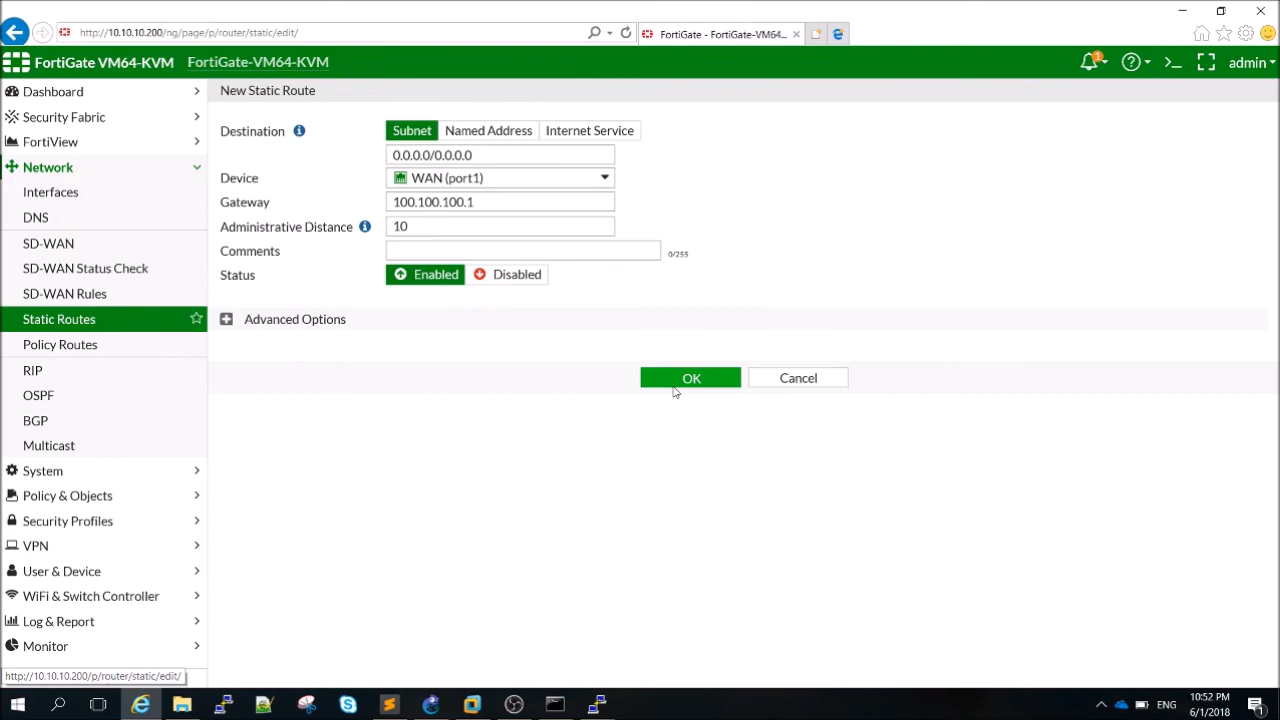 http://10.10.10.200/ng/page/p/router/static/edit/
FortiGate - FortiGate-VM64-...
FortiGate VM64-KVM
FortiGate-VM64-KVM
1
admin
Dashboard
Security Fabric
FortiView
Network
Interfaces
DNS
SD-WAN
SD-WAN Status Check
SD-WAN Rules
Static Routes
Policy Routes
RIP
OSPF
BGP
Multicast
System
Policy & Objects
Security Profiles
VPN
User & Device
WiFi & Switch Controller
Log & Report
Monitor
New Static Route
Destination
Subnet Named Address Internet Service
0.0.0.0/0.0.0.0
Device WAN (port1)
Gateway 100.100.100.1
Administrative Distance 10
Comments 0/255
Status Enabled Disabled
Advanced Options
OK Cancel
http://10.10.10.200/p/router/static/edit/
ENG
10:52 PM
6/1/2018
1